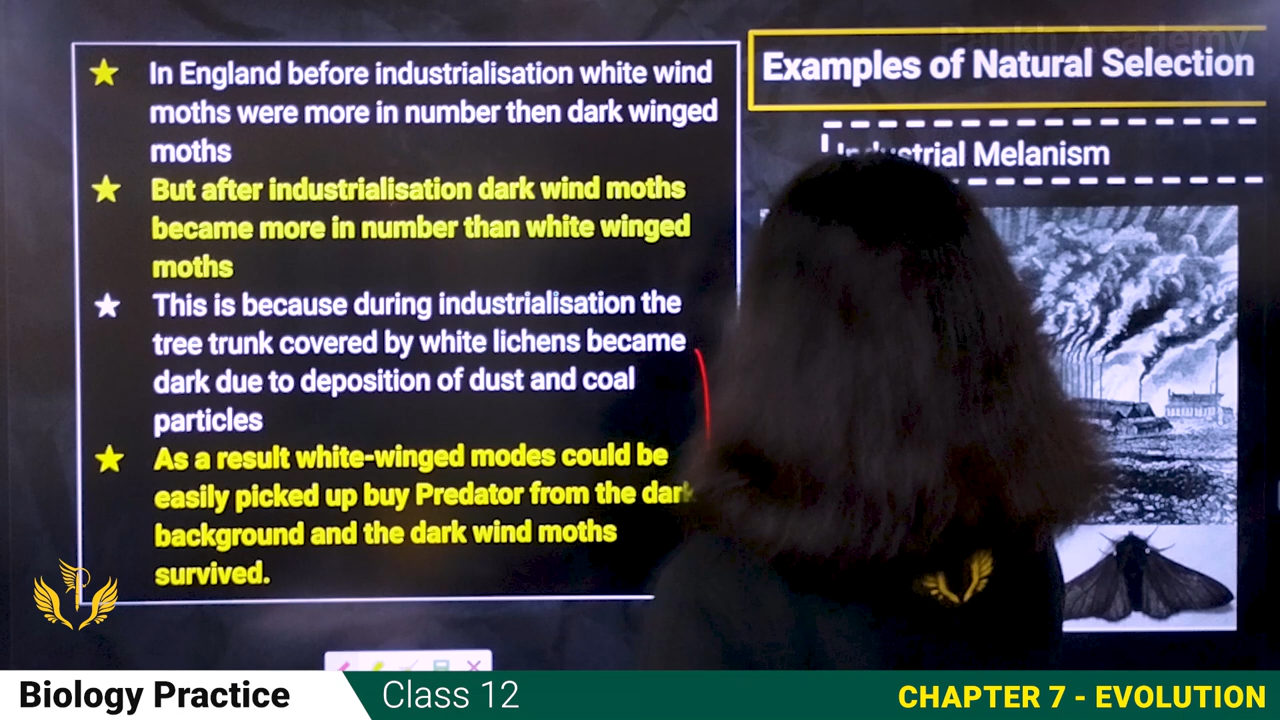 In England before industrialisation white wind
moths were more in number then dark winged
moths
But after industrialisation dark wind moths
became more in number than white winged
moths
This is because during industrialisation the
tree trunk covered by white lichens became
dark due to deposition of dust and coal
particles
As a result white-winged modes could be
easily picked up buy Predator from the dark
background and the dark wind moths
survived.
Academy
Examples of Natural Selection
Industrial Melanism
Biology Practice
Class 12
CHAPTER 7 - EVOLUTION